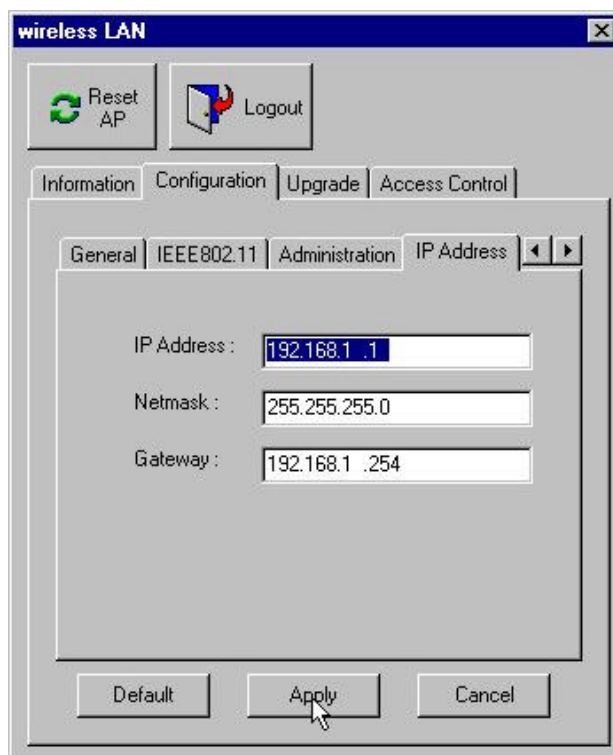 wireless LAN
Reset
AP
Logout
Information Configuration Upgrade Access Control
General IEEE802.11 Administration IP Address
IP Address : 192.168.1 .1
Netmask : 255.255.255.0
Gateway : 192.168.1 .254
Default Apply Cancel